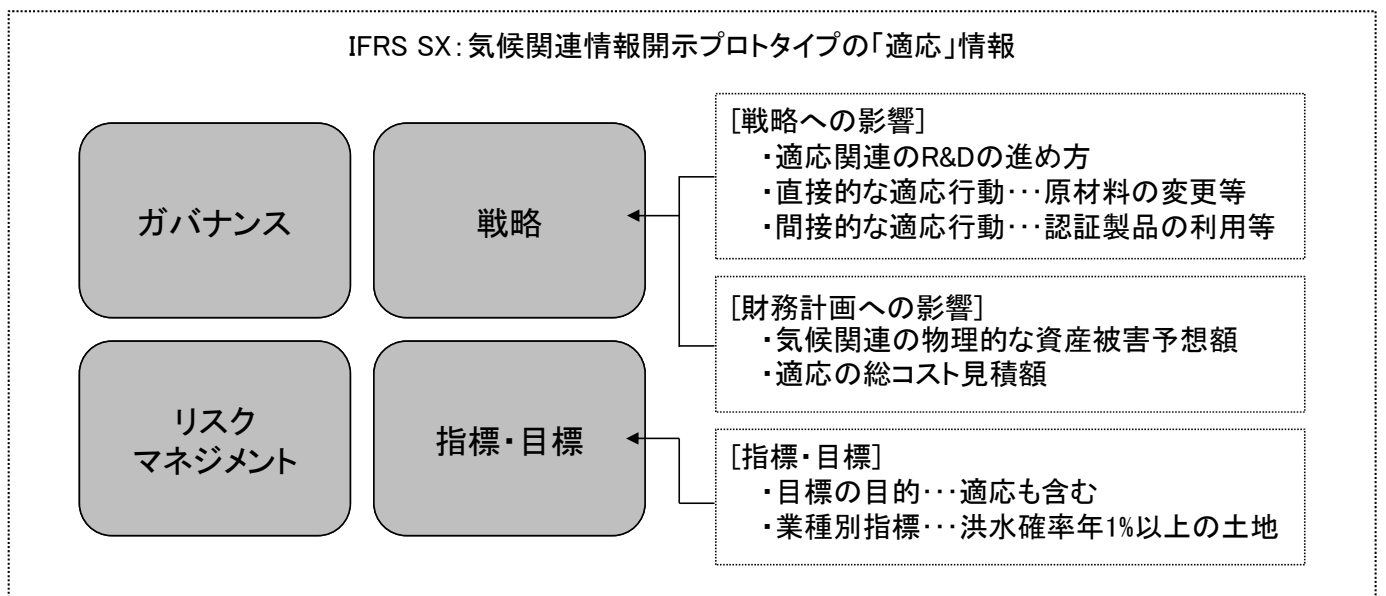 IFRS SX：気候関連情報開示プロトタイプの「適応」情報
ガバナンス
戦略
リスク
マネジメント
指標・目標
[戦略への影響]
・適応関連のR&Dの進め方
・直接的な適応行動･･･原材料の変更等
・間接的な適応行動･･･認証製品の利用等
[財務計画への影響]
・気候関連の物理的な資産被害予想額
・適応の総コスト見積額
[指標・目標]
・目標の目的･･･適応も含む
・業種別指標･･･洪水確率年1%以上の土地